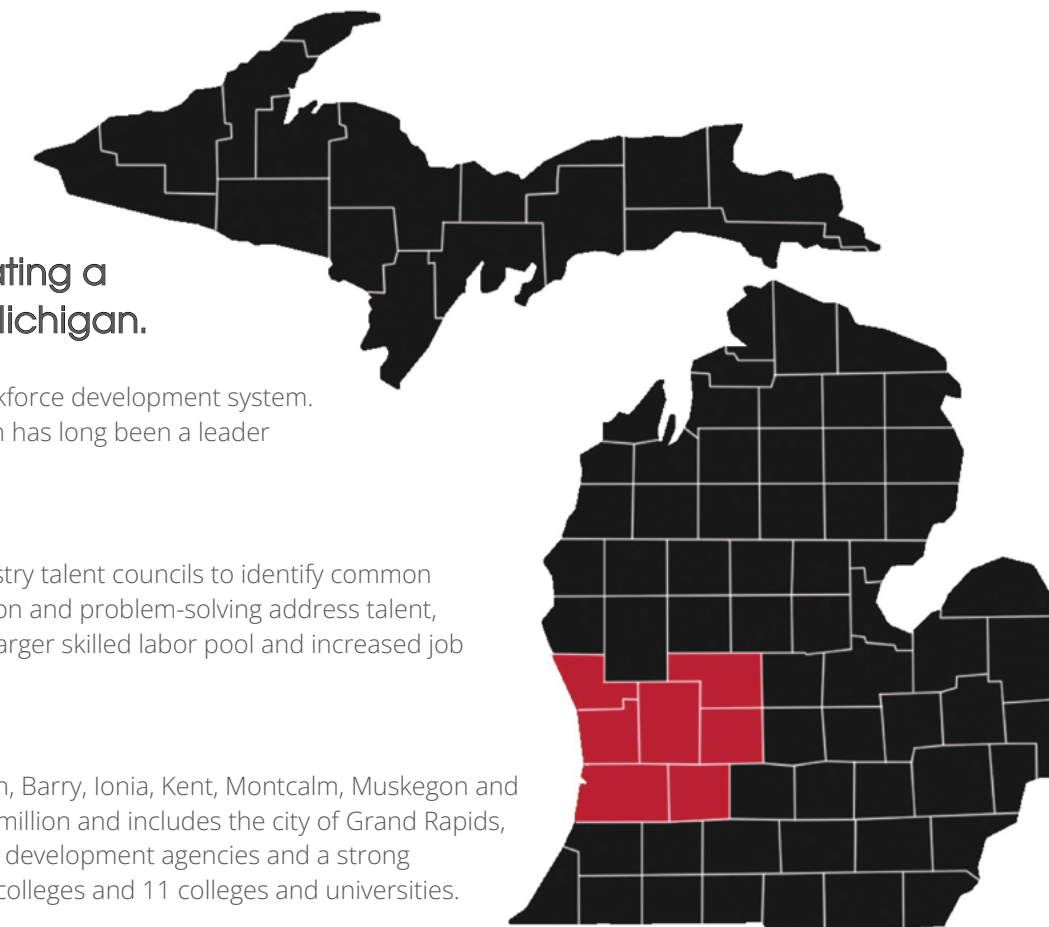 ating a
Michigan.
kforce development system.
n has long been a leader
stry talent councils to identify common
on and problem-solving address talent,
arger skilled labor pool and increased job
n, Barry, Ionia, Kent, Montcalm, Muskegon and
million and includes the city of Grand Rapids,
development agencies and a strong
colleges and 11 colleges and universities.